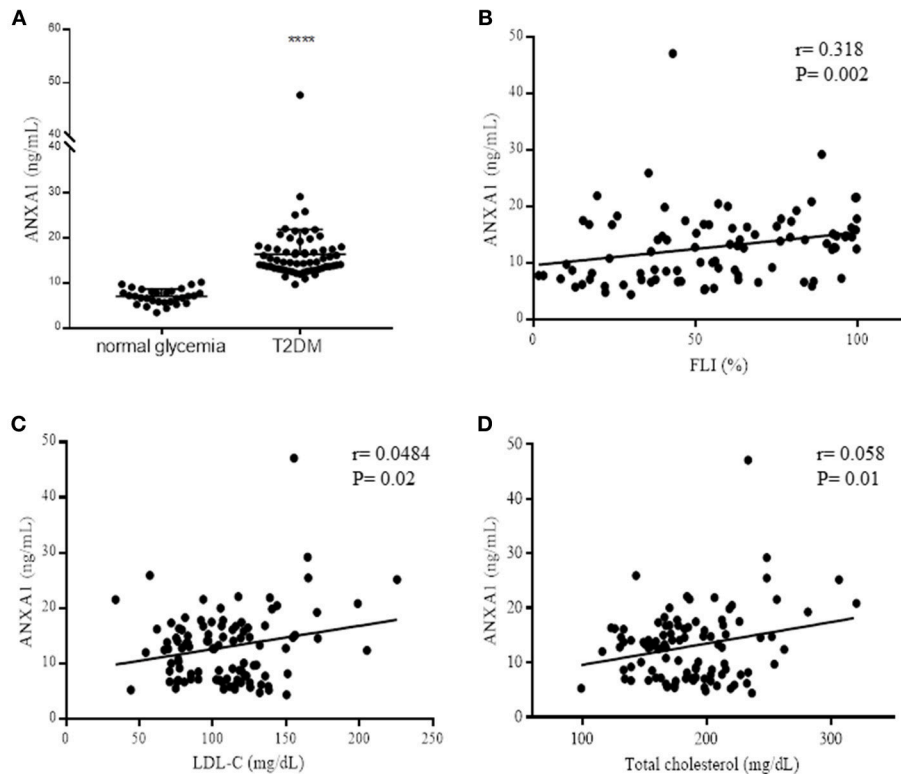 A
****
60
50
40
40
30
20
10
0
ANXA1 (ng/mL)
normal glycemia
T2DM
B
r= 0.318
P= 0.002
50
40
30
20
10
0
ANXA1 (ng/mL)
0
50
100
FLI (%)
C
r= 0.0484
P= 0.02
50
40
30
20
10
0
ANXA1 (ng/mL)
0
50
100
150
200
250
LDL-C (mg/dL)
D
r= 0.058
P= 0.01
50
40
30
20
10
0
ANXA1 (ng/mL)
100
200
300
Total cholesterol (mg/dL)